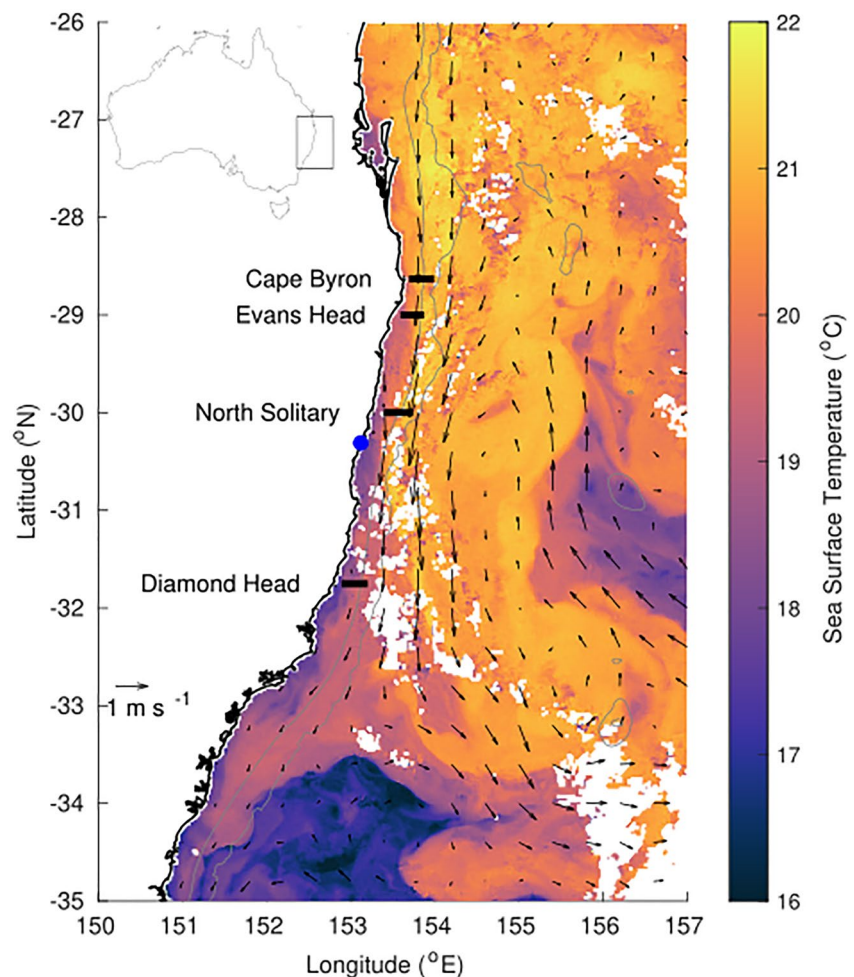 -26
-27
-28
-29
-30
-31
-32
-33
-34
-35
Latitude (°N)
Cape Byron
Evans Head
North Solitary
Diamond Head
1 m s -1
150 151 152 153 154 155 156 157
Longitude (°E)
22
21
20
19
18
17
16
Sea Surface Temperature (°C)